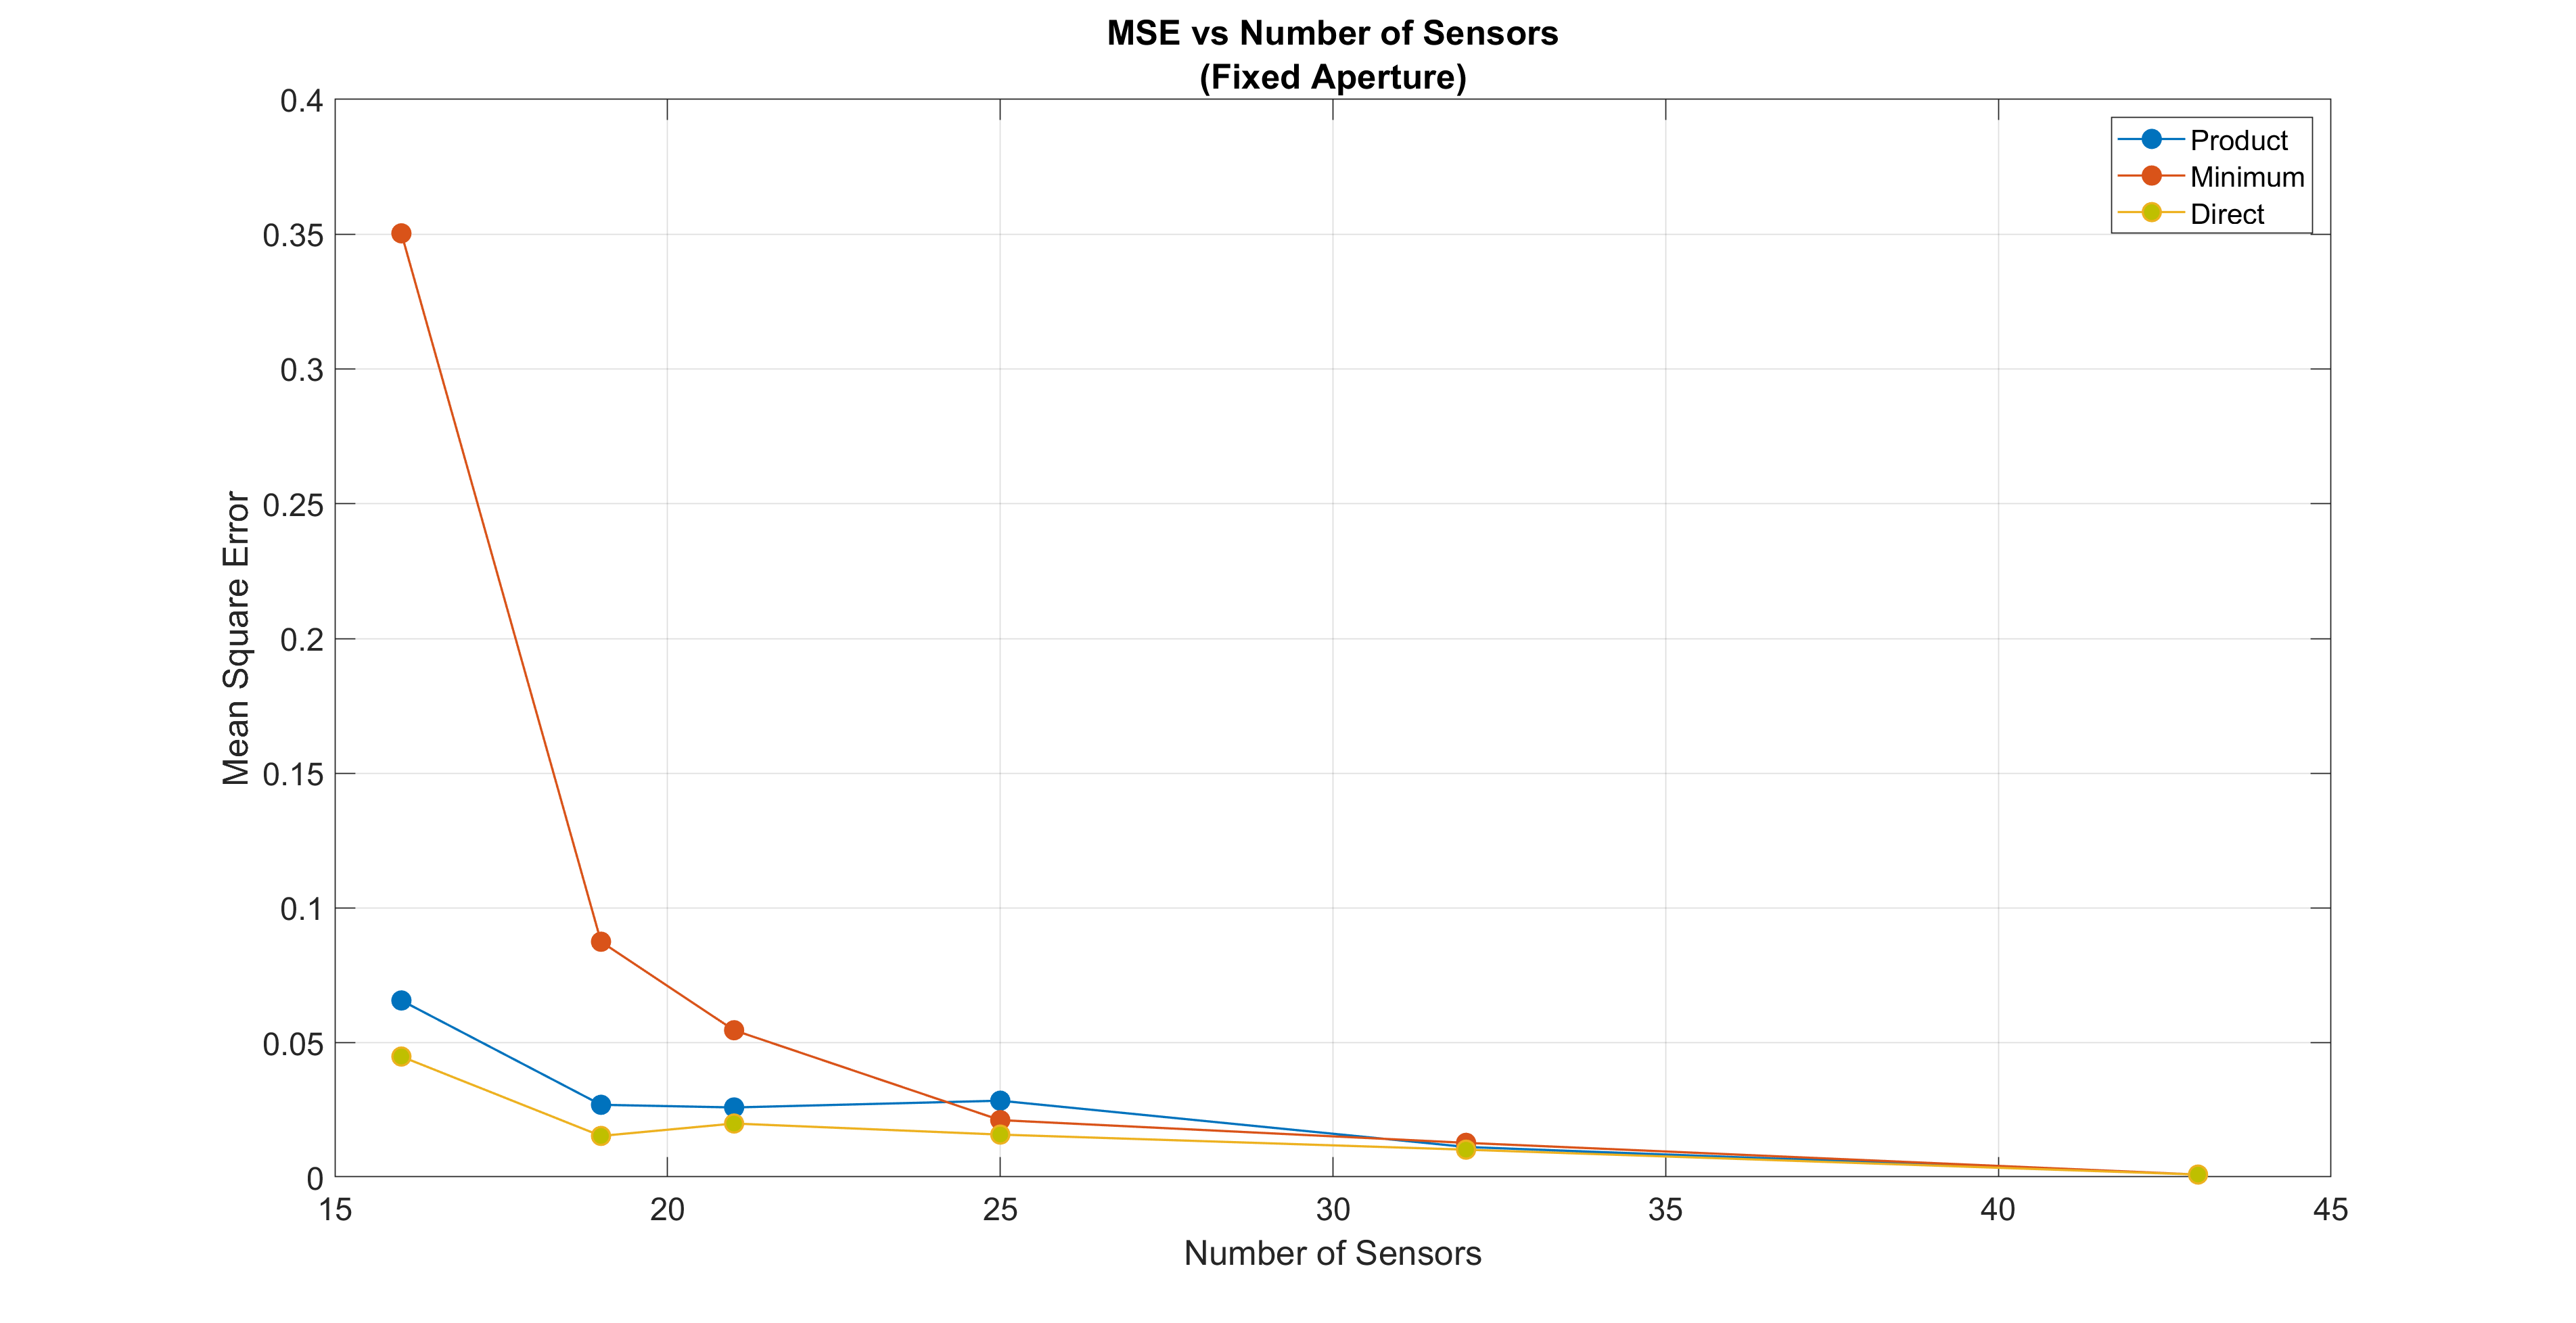 MSE vs Number of Sensors
(Fixed Aperture)
0.4
0.35
0.3
0.25
0.2
0.15
0.1
0.05
0
Mean Square Error
Product
Minimum
Direct
15 20 25 30 35 40 45
Number of Sensors